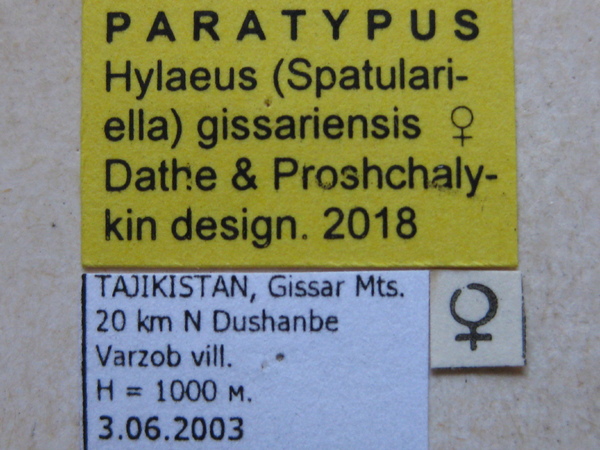 PARATYPUS
Hylaeus (Spatulari-
ella) gissariensis ♀
Dathe & Proshchaly-
kin design. 2018
TAJIKISTAN, Gissar Mts.
20 km N Dushanbe
Varzob vill.
H = 1000 м.
3.06.2003
♀